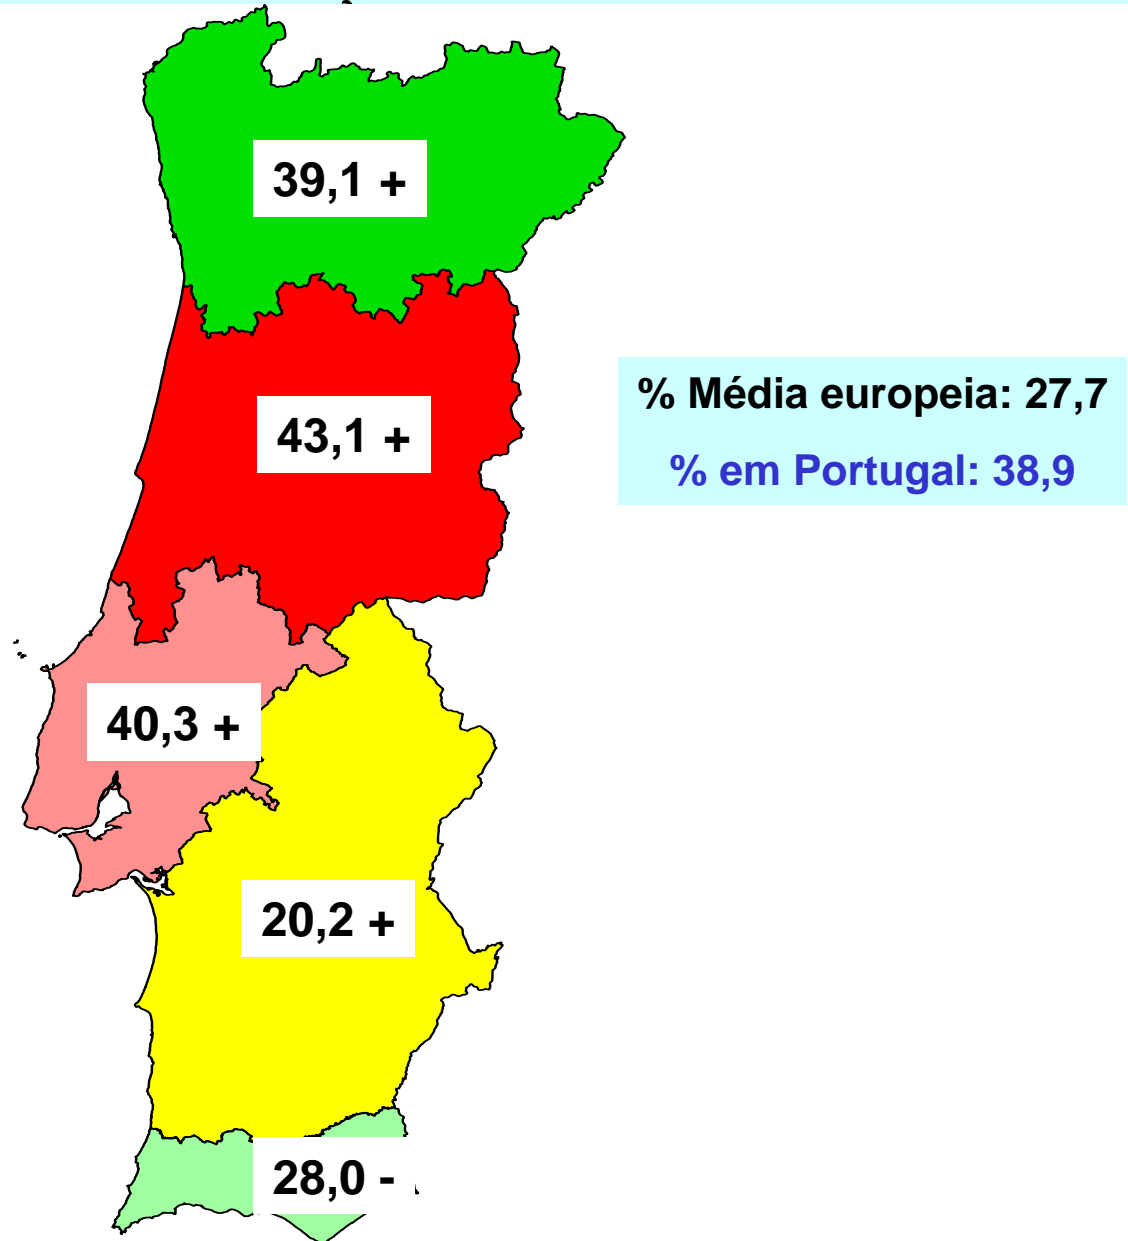 39,1 +
43,1 +
% Média europeia: 27,7
% em Portugal: 38,9
40,3 +
20,2 +
28,0 -